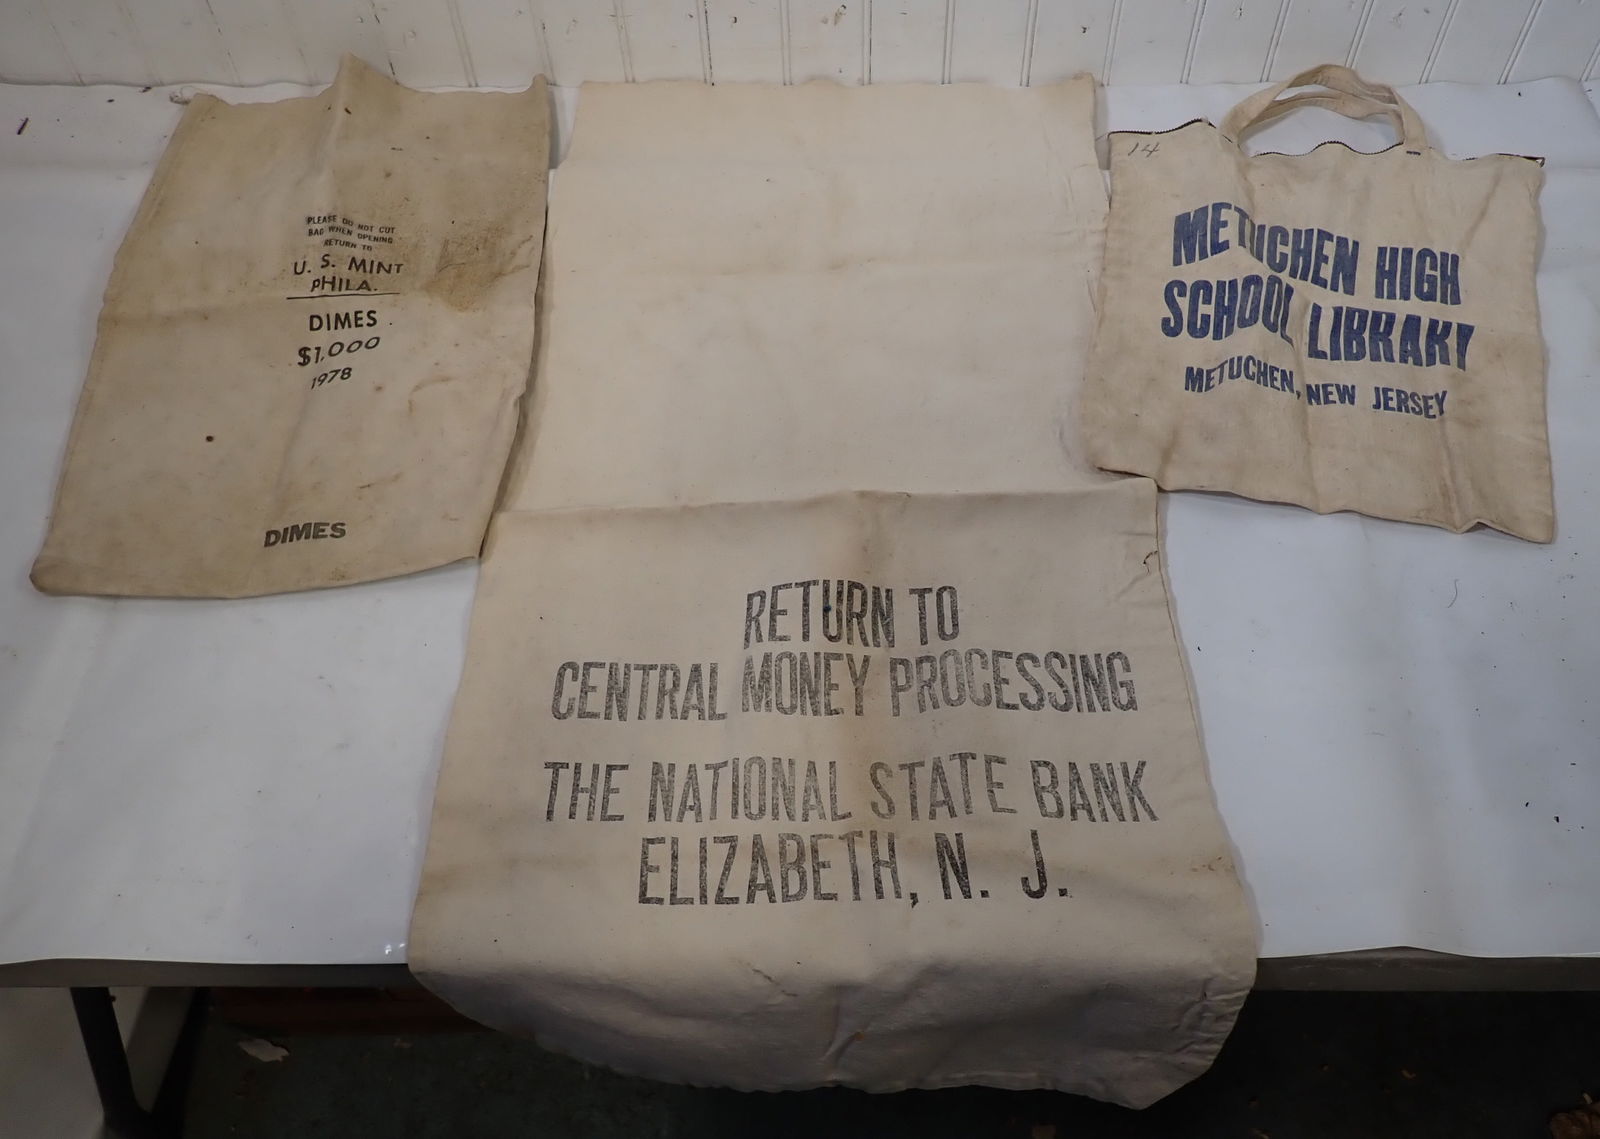 PLEASE DO NOT CUT
BAG WHEN OPENING
RETURN TO
U. S. MINT
PHILA.
DIMES
$1,000
1978
DIMES
RETURN TO
CENTRAL MONEY PROCESSING
THE NATIONAL STATE BANK
ELIZABETH, N. J.
14
METUCHEN HIGH
SCHOOL LIBRARY
METUCHEN, NEW JERSEY